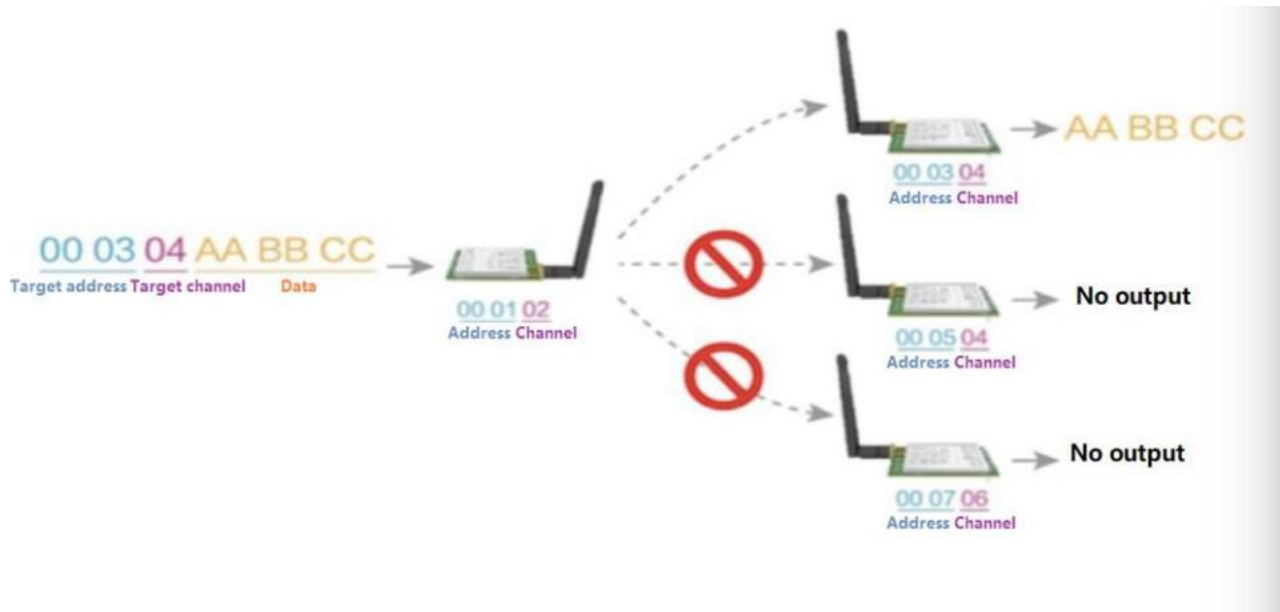 00 03 04 AA BB CC
Target address Target channel Data
00 01 02
Address Channel
AA BB CC
00 03 04
Address Channel
No output
00 05 04
Address Channel
No output
00 07 06
Address Channel